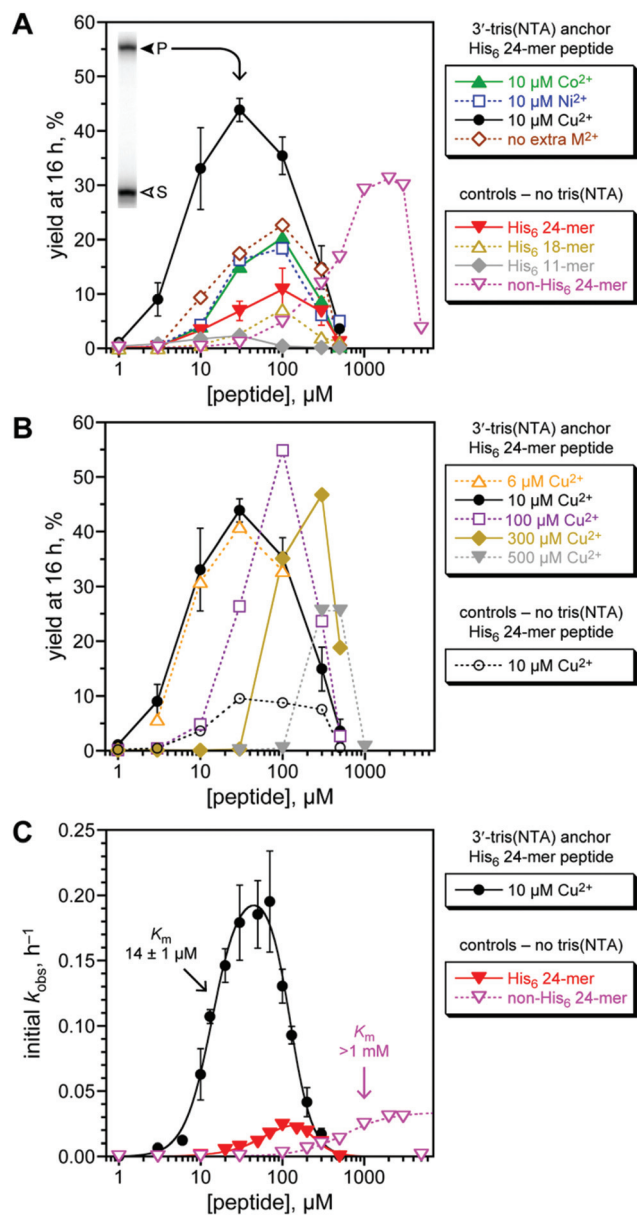 A
3′-tris(NTA) anchor
His6 24-mer peptide
10 µM Co2+
10 µM Ni2+
10 µM Cu2+
no extra M2+
controls – no tris(NTA)
His6 24-mer
His6 18-mer
His6 11-mer
non-His6 24-mer
P
S
yield at 16 h, %
60
50
40
30
20
10
0
1
10
100
1000
[peptide], µM
B
3′-tris(NTA) anchor
His6 24-mer peptide
6 µM Cu2+
10 µM Cu2+
100 µM Cu2+
300 µM Cu2+
500 µM Cu2+
controls – no tris(NTA)
His6 24-mer peptide
10 µM Cu2+
yield at 16 h, %
60
50
40
30
20
10
0
1
10
100
1000
[peptide], µM
C
3′-tris(NTA) anchor
His6 24-mer peptide
10 µM Cu2+
controls – no tris(NTA)
His6 24-mer
non-His6 24-mer
Km
14 ± 1 µM
Km
>1 mM
initial kobs, h−1
0.25
0.20
0.15
0.10
0.05
0.00
1
10
100
1000
[peptide], µM